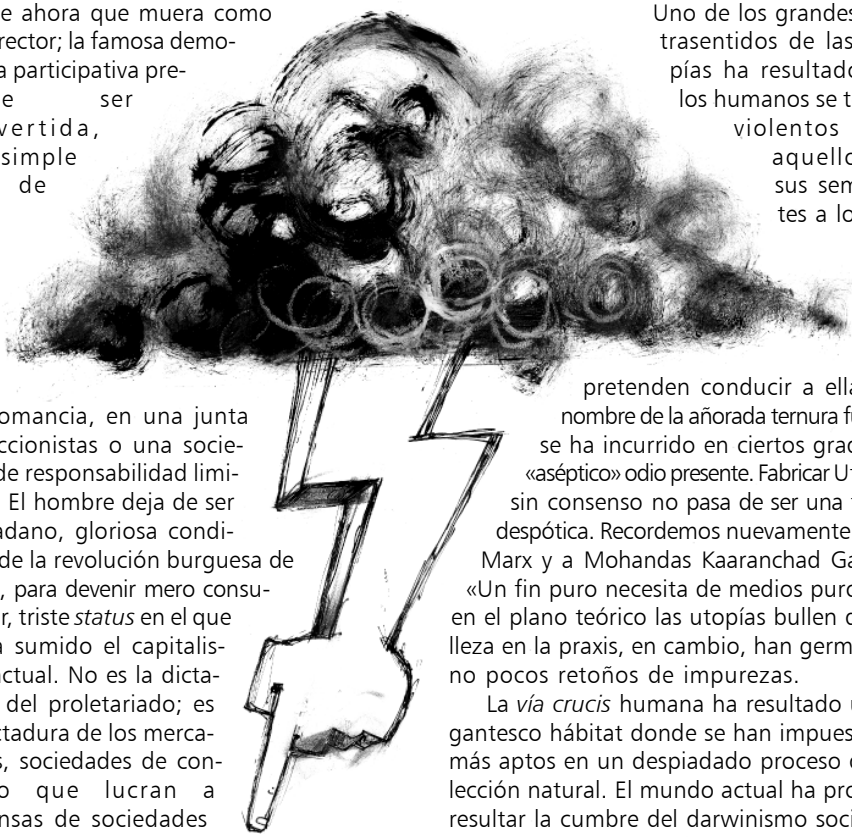 e ahora que muera como
rector; la famosa demo-
a participativa pre-
e ser
vertida,
simple
de
omancia, en una junta
ccionistas o una socie-
de responsabilidad limi-
El hombre deja de ser
adano, gloriosa condi-
de la revolución burguesa de
, para devenir mero consu-
r, triste status en el que
a sumido el capitalis-
actual. No es la dicta-
del proletariado; es
ctadura de los merca-
s, sociedades de con-
o que lucran a
nsas de sociedades
Uno de los grandes
trasentidos de las
pías ha resultado
los humanos se t
violentos
aquello
sus sem
tes a lo
pretenden conducir a ella
nombre de la añorada ternura fu
se ha incurrido en ciertos grad
«aséptico» odio presente. Fabricar Ut
sin consenso no pasa de ser una
despótica. Recordemos nuevamente
Marx y a Mohandas Kaaranchad Ga
«Un fin puro necesita de medios puro
en el plano teórico las utopías bullen
lleza en la praxis, en cambio, han germ
no pocos retoños de impurezas.
La vía crucis humana ha resultado
gantesco hábitat donde se han impues
más aptos en un despiadado proceso
lección natural. El mundo actual ha pro
resultar la cumbre del darwinismo soci